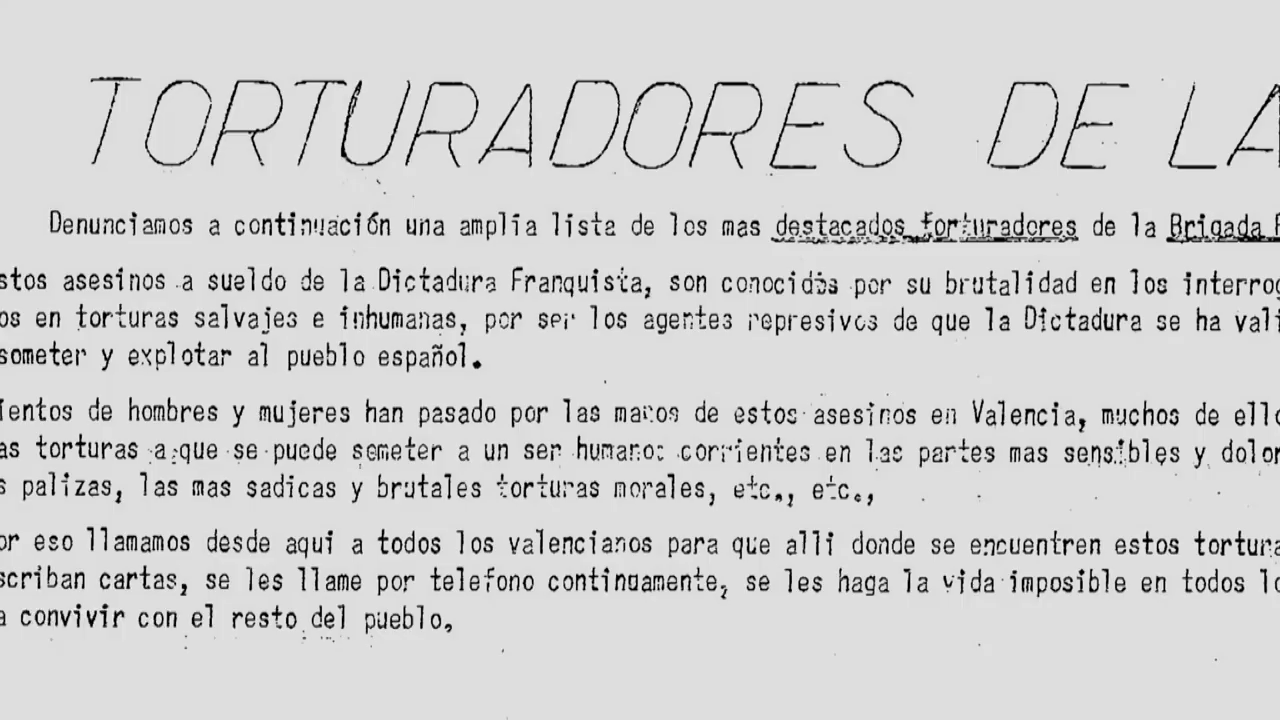 TORTURADORES DE LA
Denunciamos a continuación una amplia lista de los mas destacados torturadores de la Brigada
stos asesinos a sueldo de la Dictadura Franquista, son conocidos por su brutalidad en los interrog
os en torturas salvajes e inhumanas, por ser los agentes represivos de que la Dictadura se ha vali
someter y explotar al pueblo español.
ientos de hombres y mujeres han pasado por las manos de estos asesinos en Valencia, muchos de ello
as torturas a que se puede someter a un ser humano: corrientes en las partes mas sensibles y dolor
s palizas, las mas sadicas y brutales torturas morales, etc., etc.,
or eso llamamos desde aqui a todos los valencianos para que alli donde se encuentren estos tortura
scriban cartas, se les llame por telefono continuamente, se les haga la vida imposible en todos lo
a convivir con el resto del pueblo,